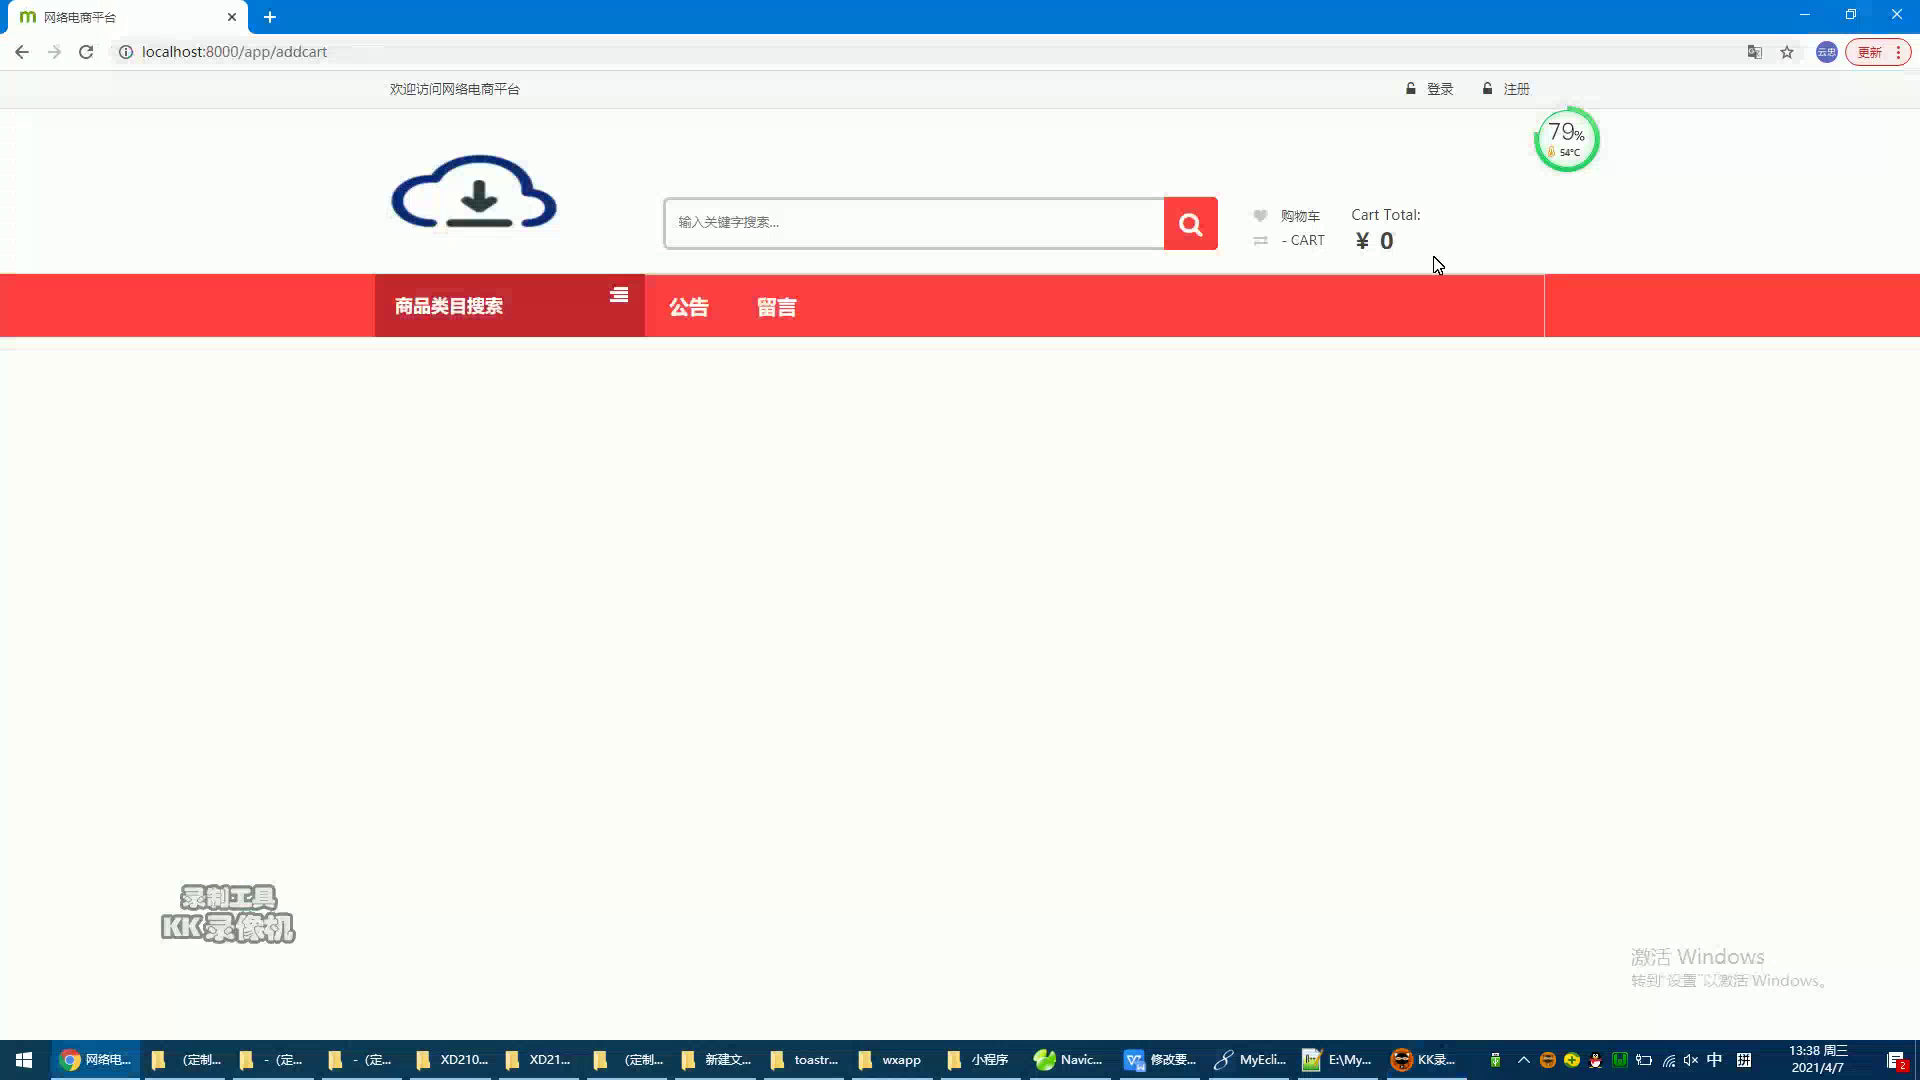 网络电商平台
localhost:8000/app/addcart
云忠
更新
欢迎访问网络电商平台
登录
注册
79%
54°C
输入关键字搜索...
购物车
Cart Total:
- CART
¥ 0
商品类目搜索
公告
留言
录制工具
KK录像机
激活 Windows
转到"设置"以激活 Windows。
网络电...
(定制...
- (定...
- (定...
XD210...
XD21...
(定制...
新建文...
toastr...
wxapp
小程序
Navic...
修改要...
MyEcli...
E:\My...
KK录...
中
拼
13:38 周三
2021/4/7
2